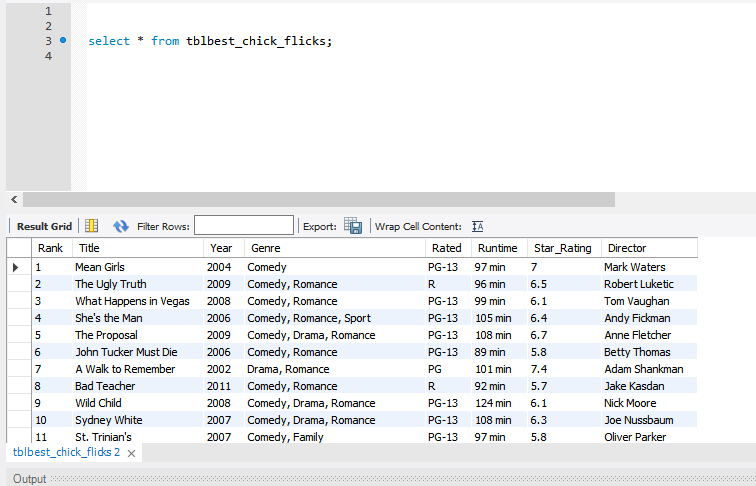 1
2
3 select * from tblbest_chick_flicks;
4
Result Grid Filter Rows: Export: Wrap Cell Content: IA
Rank Title Year Genre Rated Runtime Star_Rating Director
1 Mean Girls 2004 Comedy PG-13 97 min 7 Mark Waters
2 The Ugly Truth 2009 Comedy, Romance R 96 min 6.5 Robert Luketic
3 What Happens in Vegas 2008 Comedy, Romance PG-13 99 min 6.1 Tom Vaughan
4 She's the Man 2006 Comedy, Romance, Sport PG-13 105 min 6.4 Andy Fickman
5 The Proposal 2009 Comedy, Drama, Romance PG-13 108 min 6.7 Anne Fletcher
6 John Tucker Must Die 2006 Comedy, Romance PG-13 89 min 5.8 Betty Thomas
7 A Walk to Remember 2002 Drama, Romance PG 101 min 7.4 Adam Shankman
8 Bad Teacher 2011 Comedy, Romance R 92 min 5.7 Jake Kasdan
9 Wild Child 2008 Comedy, Drama, Romance PG-13 124 min 6.1 Nick Moore
10 Sydney White 2007 Comedy, Drama, Romance PG-13 108 min 6.3 Joe Nussbaum
11 St. Trinian's 2007 Comedy, Family PG-13 97 min 5.8 Oliver Parker
tblbest_chick_flicks 2
Output